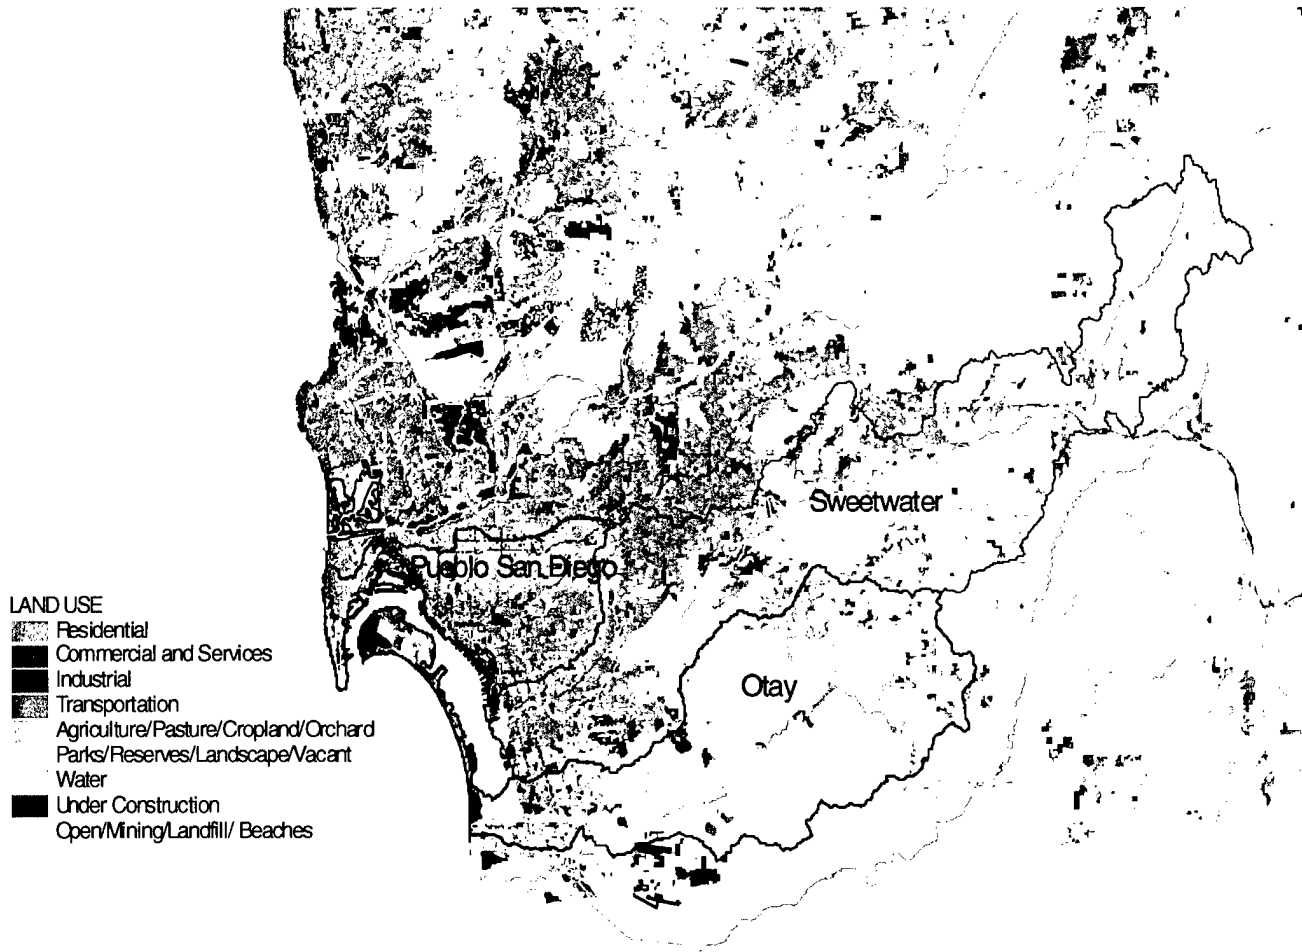 Sweetwater
Pueblo San Diego
Otay
LAND USE
Residential
Commercial and Services
Industrial
Transportation
Agriculture/Pasture/Cropland/Orchard
Parks/Reserves/Landscape/Vacant
Water
Under Construction
Open/Mining/Landfill/ Beaches